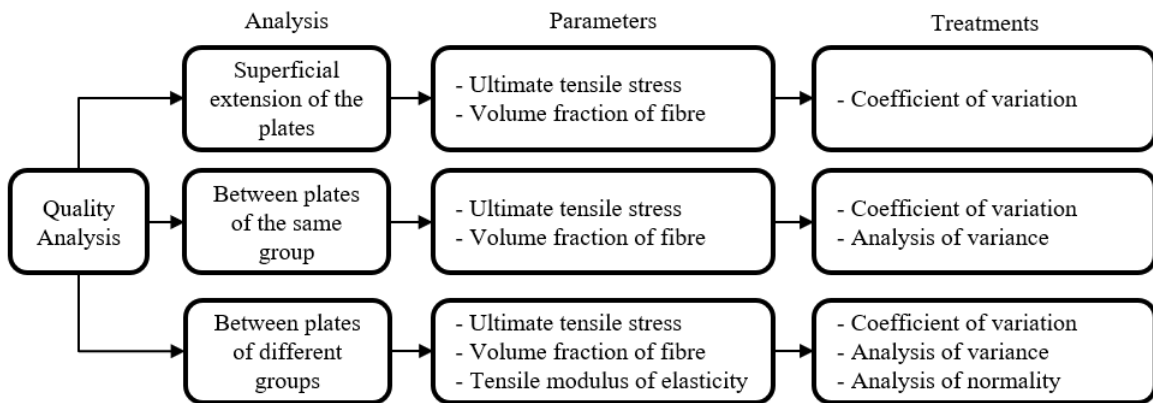 Analysis
Parameters
Treatments
Quality
Analysis
Superficial
extension of the
plates
- Ultimate tensile stress
- Volume fraction of fibre
- Coefficient of variation
Between plates
of the same
group
- Ultimate tensile stress
- Volume fraction of fibre
- Coefficient of variation
- Analysis of variance
Between plates
of different
groups
- Ultimate tensile stress
- Volume fraction of fibre
- Tensile modulus of elasticity
- Coefficient of variation
- Analysis of variance
- Analysis of normality